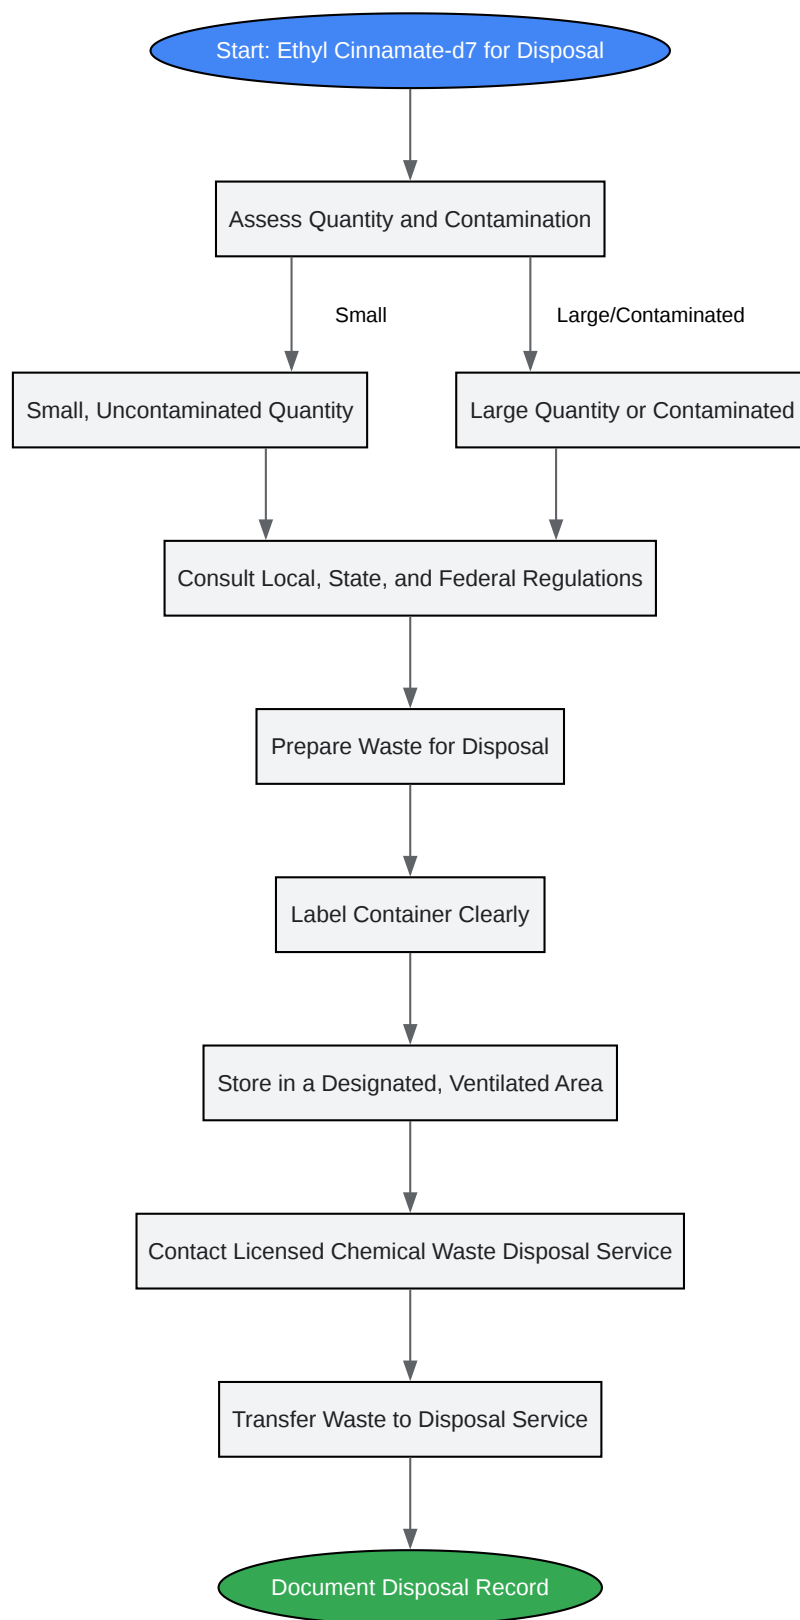 Start: Ethyl Cinnamate-d7 for Disposal
Assess Quantity and Contamination
Small
Large/Contaminated
Small, Uncontaminated Quantity
Large Quantity or Contaminated
Consult Local, State, and Federal Regulations
Prepare Waste for Disposal
Label Container Clearly
Store in a Designated, Ventilated Area
Contact Licensed Chemical Waste Disposal Service
Transfer Waste to Disposal Service
Document Disposal Record